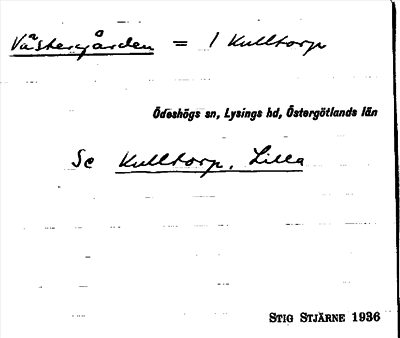 Västergården = 1 Kulltorp
Ödeshögs sn, Lysings hd, Östergötlands län
Se Kulltorp, Lilla
STIG STJÄRNE 1936